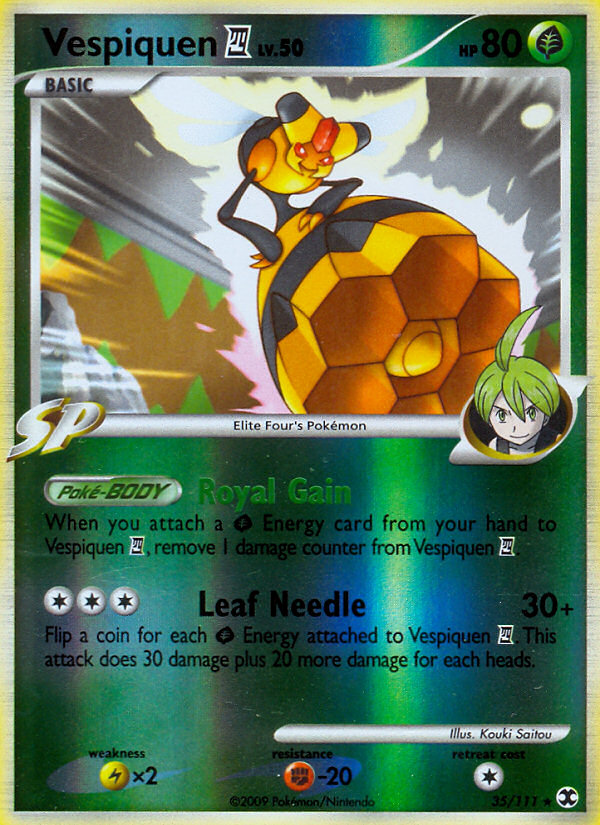 Vespiquen 4 LV.50 HP 80
BASIC
Elite Four's Pokémon
SP
Poké-BODY Royal Gain
When you attach a Energy card from your hand to
Vespiquen 4, remove 1 damage counter from Vespiquen 4.
Leaf Needle 30+
Flip a coin for each Energy attached to Vespiquen 4. This
attack does 30 damage plus 20 more damage for each heads.
Illus. Kouki Saitou
weakness resistance retreat cost
×2 -20
©2009 Pokémon/Nintendo 35/111 ★